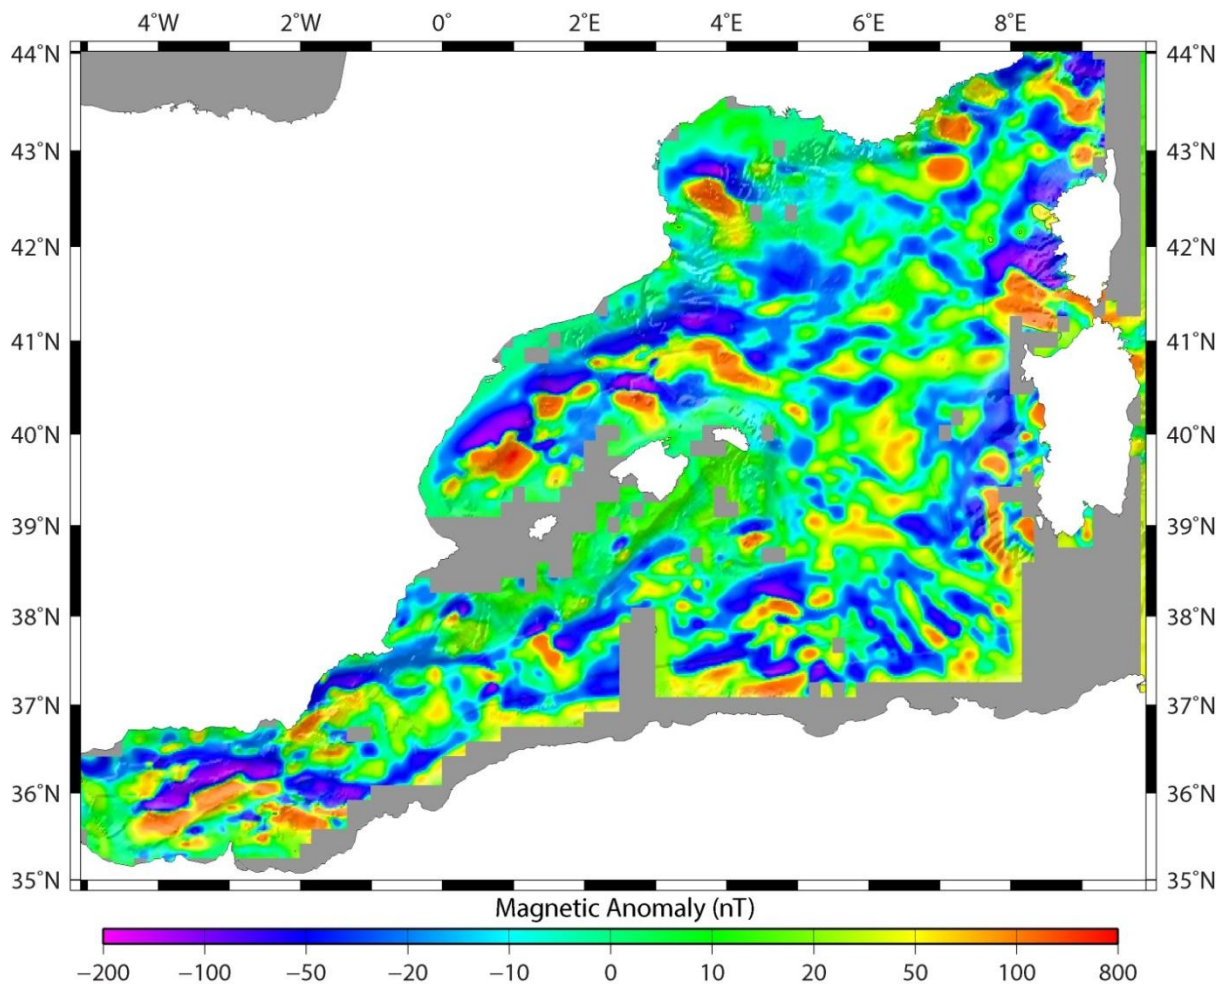 4°W 2°W 0° 2°E 4°E 6°E 8°E
44°N 44°N
43°N 43°N
42°N 42°N
41°N 41°N
40°N 40°N
39°N 39°N
38°N 38°N
37°N 37°N
36°N 36°N
35°N 35°N
Magnetic Anomaly (nT)
−200 −100 −50 −20 −10 0 10 20 50 100 800